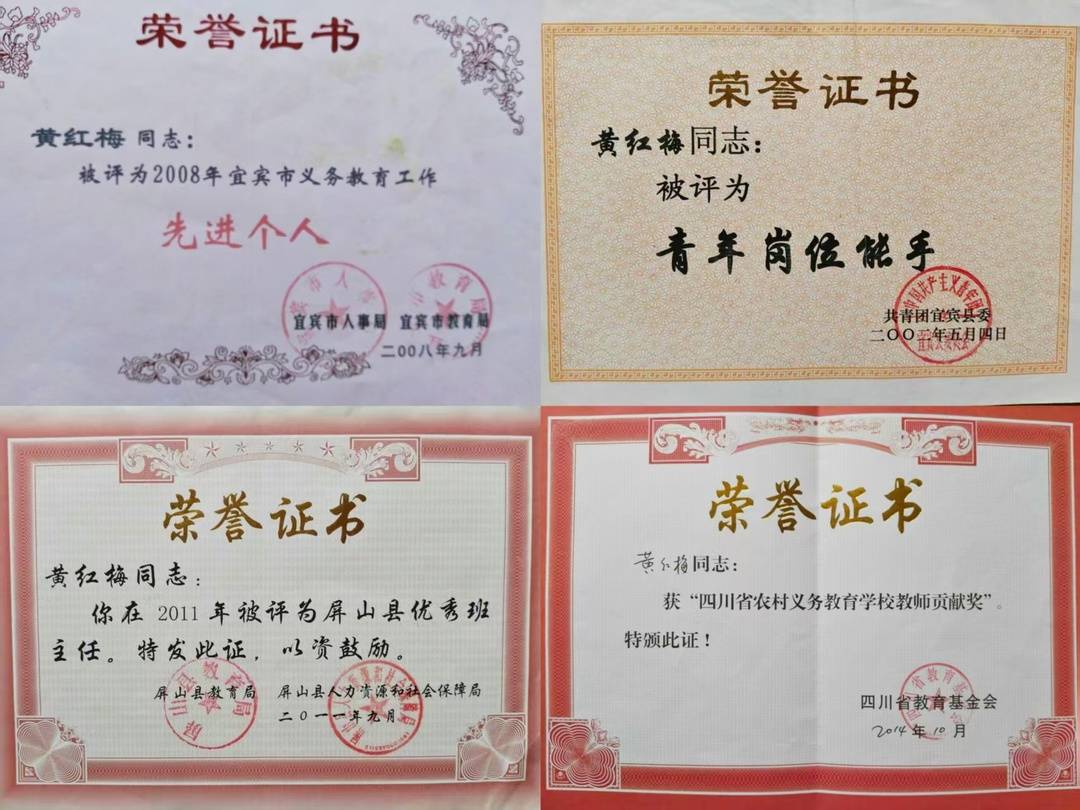 荣誉证书
黄红梅 同志：
被评为2008年宜宾市义务教育工作
先进个人
宜宾市人事局 宜宾市教育局
二00八年九月
荣誉证书
黄红梅同志：
被评为
青年岗位能手
共青团宜宾县委
五月四日
荣誉证书
黄红梅同志：
你在 2011 年被评为屏山县优秀班
主任。特发此证，以资鼓励。
屏山县教育局 屏山县人力资源和社会保障局
二〇一一年九月
荣誉证书
黄红梅同志：
获“四川省农村义务教育学校教师贡献奖”。
特颁此证！
四川省教育基金会
2014年10月